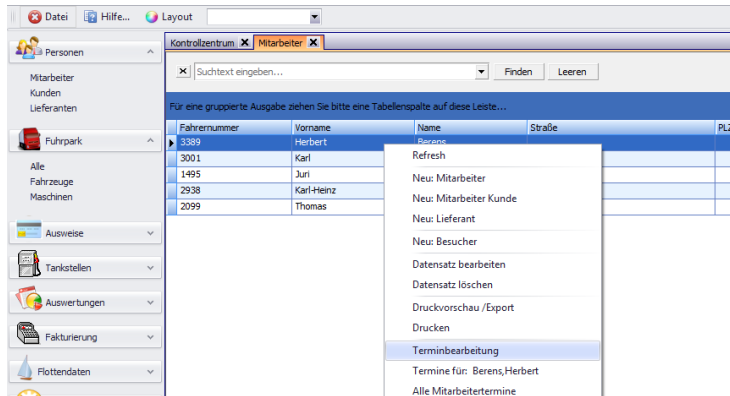 Datei Hilfe... Layout
Kontrollzentrum Mitarbeiter
Personen
Mitarbeiter
Kunden
Lieferanten
Fuhrpark
Alle
Fahrzeuge
Maschinen
Ausweise
Tankstellen
Auswertungen
Fakturierung
Flottendaten
Suchtext eingeben... Finden Leeren
Für eine gruppierte Ausgabe ziehen Sie bitte eine Tabellenspalte auf diese Leiste...
Fahrernummer Vorname Name Straße PLZ
3389 Herbert Berens
3001 Karl
1495 Juri
2938 Karl-Heinz
2099 Thomas
Refresh
Neu: Mitarbeiter
Neu: Mitarbeiter Kunde
Neu: Lieferant
Neu: Besucher
Datensatz bearbeiten
Datensatz löschen
Druckvorschau /Export
Drucken
Terminbearbeitung
Termine für: Berens,Herbert
Alle Mitarbeitertermine